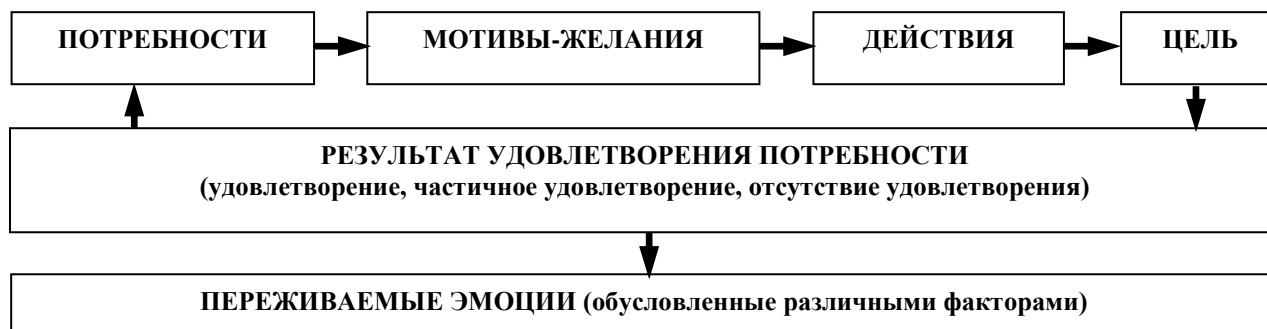 ПОТРЕБНОСТИ
МОТИВЫ-ЖЕЛАНИЯ
ДЕЙСТВИЯ
ЦЕЛЬ
РЕЗУЛЬТАТ УДОВЛЕТВОРЕНИЯ ПОТРЕБНОСТИ
(удовлетворение, частичное удовлетворение, отсутствие удовлетворения)
ПЕРЕЖИВАЕМЫЕ ЭМОЦИИ (обусловленные различными факторами)